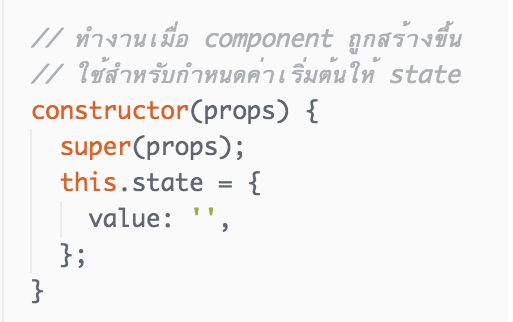 // ทำงานเมื่อ component ถูกสร้างขึ้น
// ใช้สำหรับกำหนดค่าเริ่มต้นให้ state
constructor(props) {
  super(props);
  this.state = {
    value: '',
  };
}